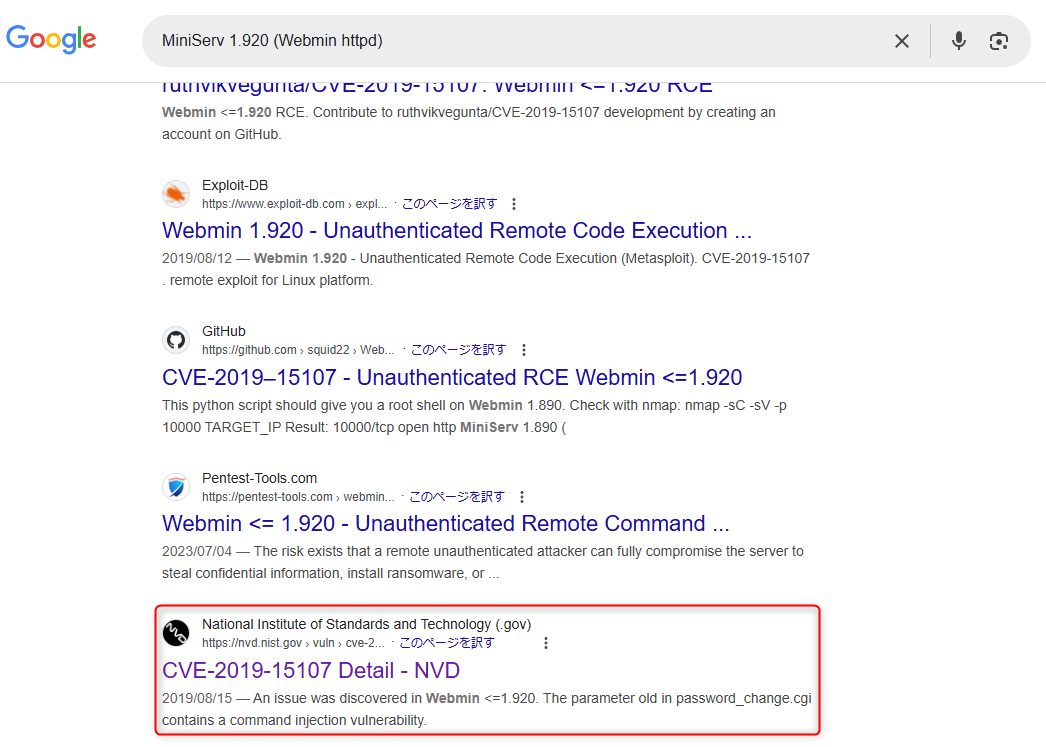 Google
MiniServ 1.920 (Webmin httpd)
ruthvikvegunta/CVE-2019-15107: Webmin <=1.920 RCE
Webmin <=1.920 RCE. Contribute to ruthvikvegunta/CVE-2019-15107 development by creating an
account on GitHub.
Exploit-DB
https://www.exploit-db.com › expl... · このページを訳す
Webmin 1.920 - Unauthenticated Remote Code Execution ...
2019/08/12 — Webmin 1.920 - Unauthenticated Remote Code Execution (Metasploit). CVE-2019-15107
. remote exploit for Linux platform.
GitHub
https://github.com › squid22 › Web... · このページを訳す
CVE-2019–15107 - Unauthenticated RCE Webmin <=1.920
This python script should give you a root shell on Webmin 1.890. Check with nmap: nmap -sC -sV -p
10000 TARGET_IP Result: 10000/tcp open http MiniServ 1.890 (
Pentest-Tools.com
https://pentest-tools.com › webmin... · このページを訳す
Webmin <= 1.920 - Unauthenticated Remote Command ...
2023/07/04 — The risk exists that a remote unauthenticated attacker can fully compromise the server to
steal confidential information, install ransomware, or ...
NVD
National Institute of Standards and Technology (.gov)
https://nvd.nist.gov › vuln › cve-2... · このページを訳す
CVE-2019-15107 Detail - NVD
2019/08/15 — An issue was discovered in Webmin <=1.920. The parameter old in password_change.cgi
contains a command injection vulnerability.